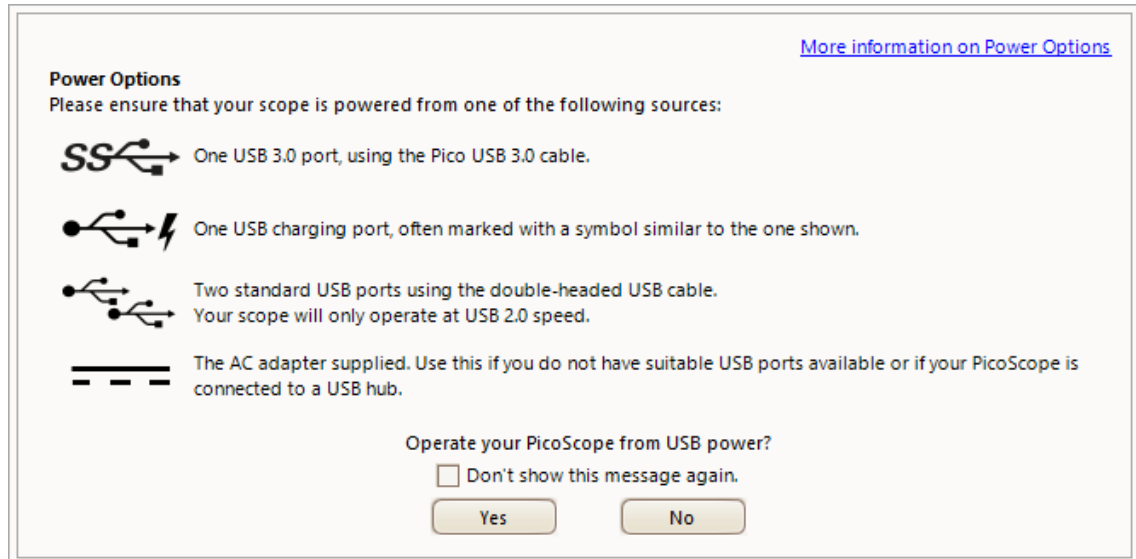 More information on Power Options
Power Options
Please ensure that your scope is powered from one of the following sources:
SS
One USB 3.0 port, using the Pico USB 3.0 cable.
One USB charging port, often marked with a symbol similar to the one shown.
Two standard USB ports using the double-headed USB cable.
Your scope will only operate at USB 2.0 speed.
The AC adapter supplied. Use this if you do not have suitable USB ports available or if your PicoScope is
connected to a USB hub.
Operate your PicoScope from USB power?
Don't show this message again.
Yes
No